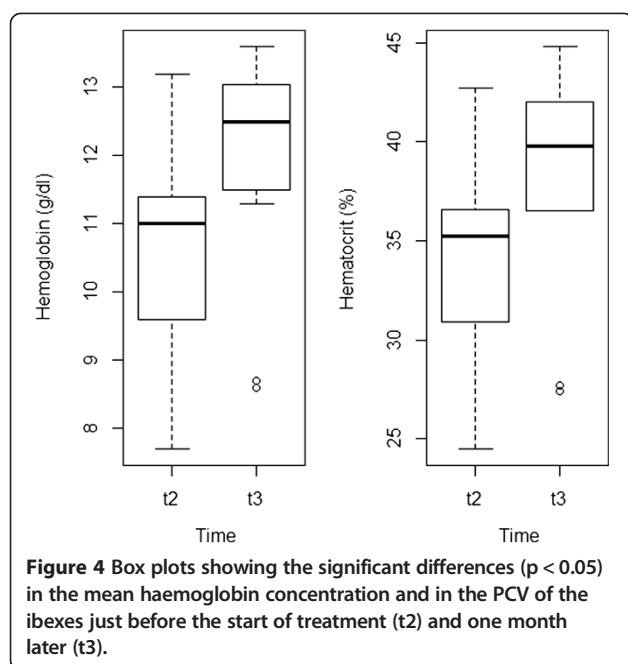 Hemoglobin (g/dl)
13
12
11
10
9
8
t2
t3
Time
Hematocrit (%)
45
40
35
30
25
t2
t3
Time
Figure 4 Box plots showing the significant differences (p < 0.05)
in the mean haemoglobin concentration and in the PCV of the
ibexes just before the start of treatment (t2) and one month
later (t3).